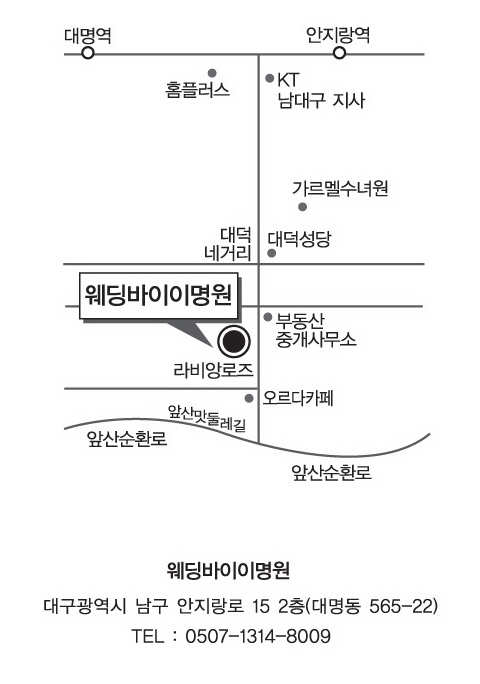 대명역
안지랑역
홈플러스
KT
남대구 지사
가르멜수녀원
대덕
네거리
대덕성당
웨딩바이이명원
부동산
중개사무소
라비앙로즈
오르다카페
앞산맛둘레길
앞산순환로
앞산순환로
웨딩바이이명원
대구광역시 남구 안지랑로 15 2층(대명동 565-22)
TEL : 0507-1314-8009